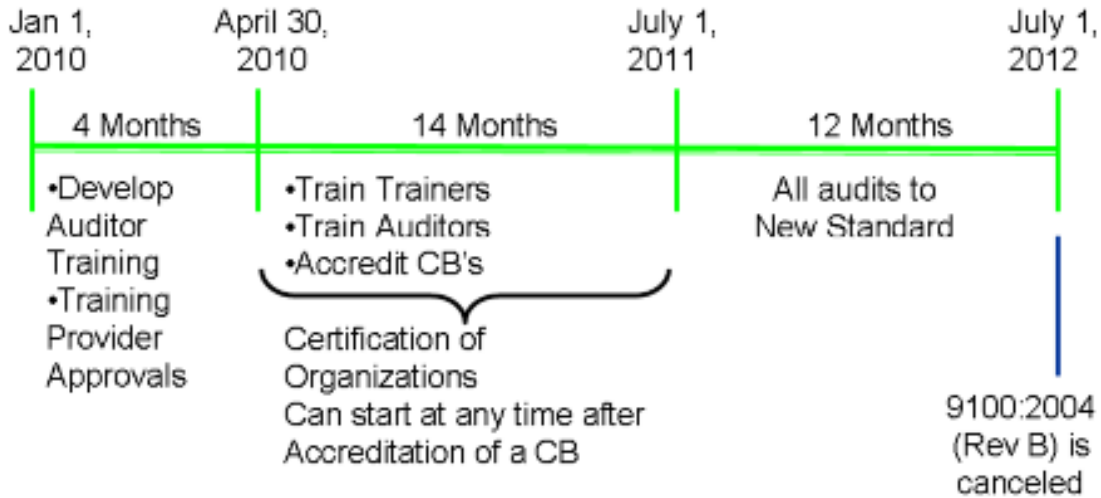 Jan 1,
2010
April 30,
2010
July 1,
2011
July 1,
2012
4 Months
14 Months
12 Months
•Develop
Auditor
Training
•Training
Provider
Approvals
•Train Trainers
•Train Auditors
•Accredit CB's
Certification of
Organizations
Can start at any time after
Accreditation of a CB
All audits to
New Standard
9100:2004
(Rev B) is
canceled